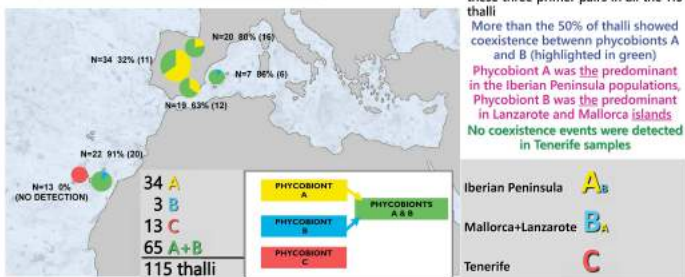 these three primer pairs in all the 115
thalli
More than the 50% of thalli showed
coexistence betwenn phycobionts A
and B (highlighted in green)
Phycobiont A was the predominant
in the Iberian Peninsula populations,
Phycobiont B was the predominant
in Lanzarote and Mallorca islands
No coexistence events were detected
in Tenerife samples
N=20 80% (16)
N=34 32% (11)
N=7 86% (6)
N=19 63% (12)
N=22 91% (20)
N=13 0%
(NO DETECTION)
34 A
3 B
13 C
65 A+B
115 thalli
PHYCOBIONT
A
PHYCOBIONT
B
PHYCOBIONT
C
PHYCOBIONTS
A & B
Iberian Peninsula AB
Mallorca+Lanzarote BA
Tenerife C